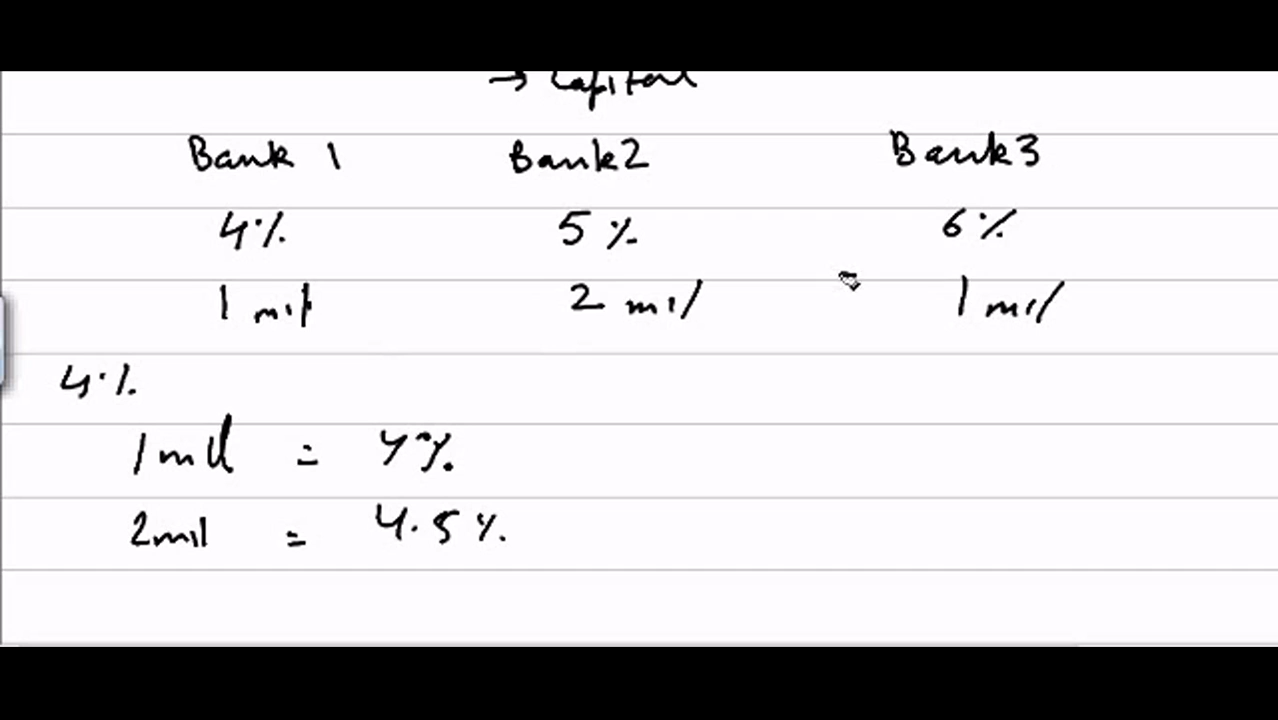 → Capital
Bank 1 Bank2 Bank3
4% 5% 6%
1 mil 2 mil 1 mil
4%
1mil = 4%
2mil = 4.5%